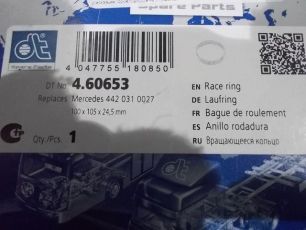 Spare Parts
dt
Spare Parts
4 047755 180850
DT No 4.60653
Replaces Mercedes 442 031 0027
100 x 105 x 24,5 mm
Qty./Pcs. 1
EN Race ring
DE Laufring
FR Bague de roulement
ES Anillo rodadura
RU Вращающееся кольцо